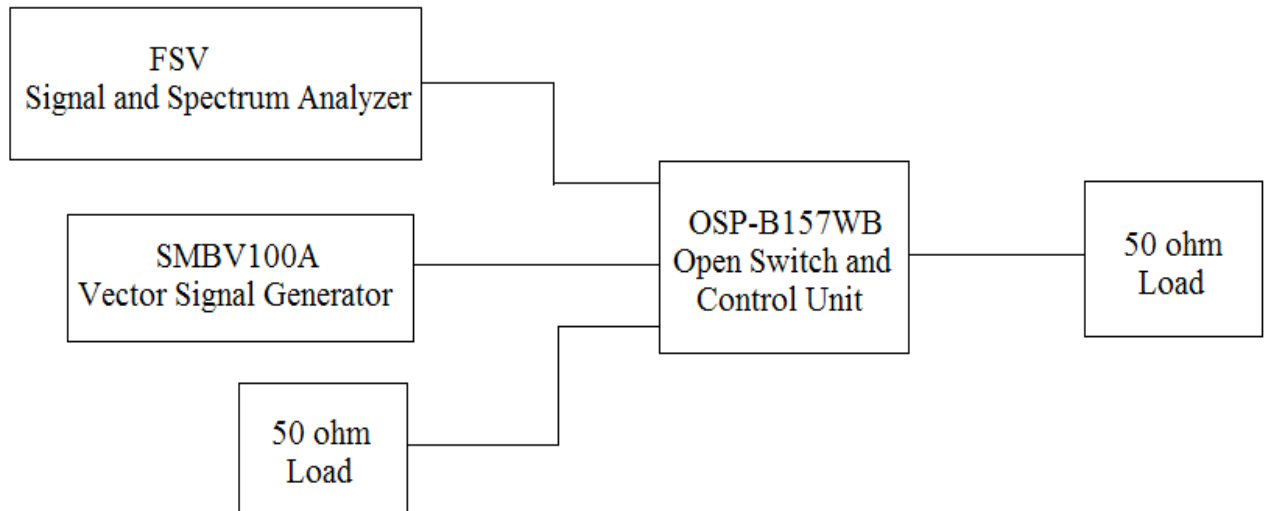 FSV
Signal and Spectrum Analyzer
SMBV100A
Vector Signal Generator
50 ohm
Load
OSP-B157WB
Open Switch and
Control Unit
50 ohm
Load